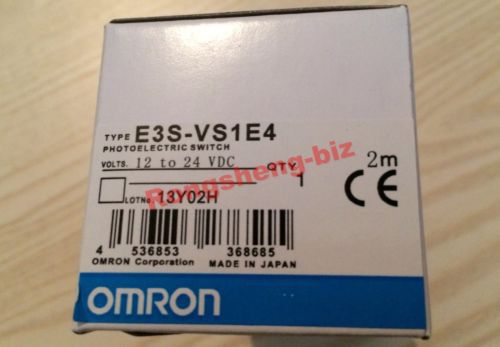 TYPE E3S-VS1E4
PHOTOELECTRIC SWITCH
VOLTS. 12 to 24 VDC QTY 2m
1
LOTNo. 13Y02H
CE
4 536853 368685
OMRON Corporation MADE IN JAPAN
OMRON
Rongsheng-biz